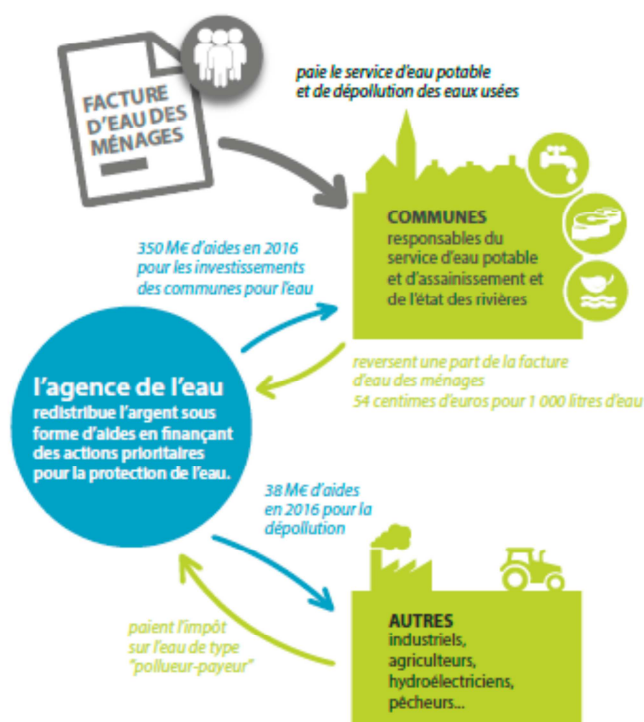 FACTURE
D'EAU DES
MÉNAGES
paie le service d'eau potable
et de dépollution des eaux usées
COMMUNES
responsables du
service d'eau potable
et d'assainissement et
de l'état des rivières
350 M€ d'aides en 2016
pour les investissements
des communes pour l'eau
reversent une part de la facture
d'eau des ménages
54 centimes d'euros pour 1 000 litres d'eau
l'agence de l'eau
redistribue l'argent sous
forme d'aides en finançant
des actions prioritaires
pour la protection de l'eau.
38 M€ d'aides
en 2016 pour la
dépollution
paient l'impôt
sur l'eau de type
"pollueur-payeur"
AUTRES
industriels,
agriculteurs,
hydroélectriciens,
pêcheurs...